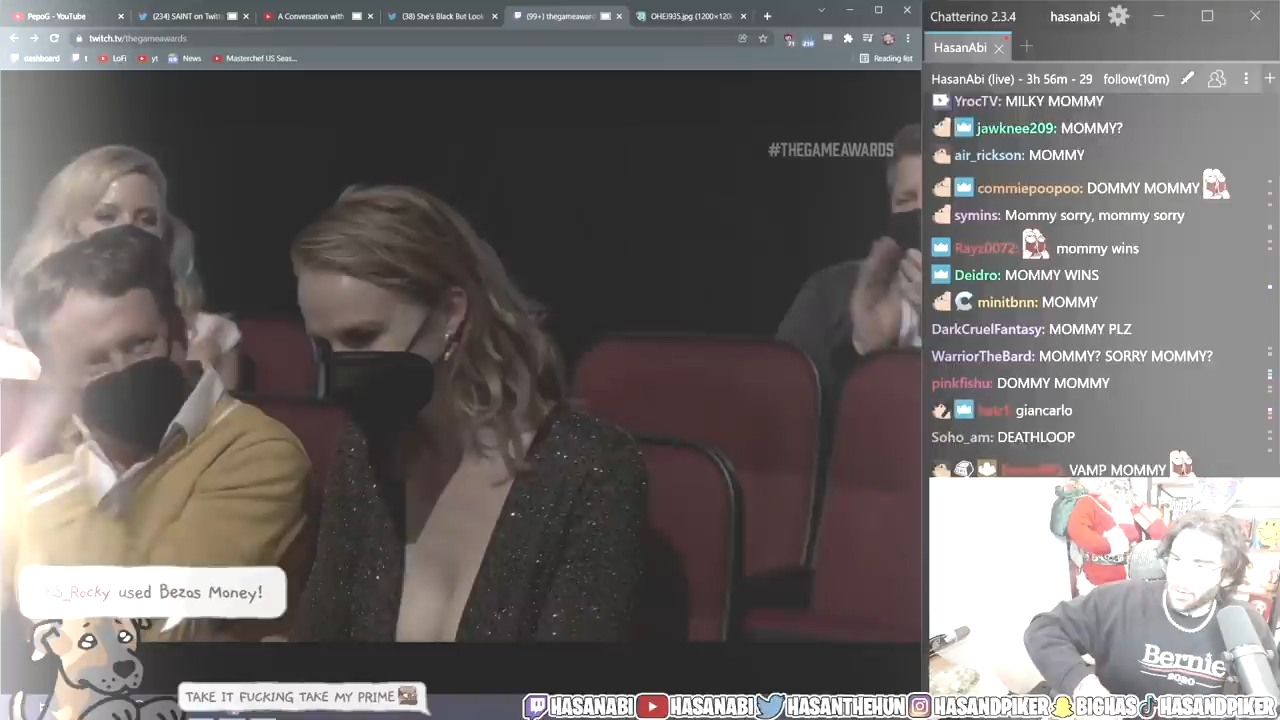 PepoG - YouTube
(234) SAINT on Twitt
A Conversation with
(38) She's Black But Look
(99+) thegameaward
OHEJ935.jpg (1200×120
twitch.tv/thegameawards
dashboard
t
LoFi
yt
News
Masterchef US Seas...
Reading list
#THEGAMEAWARDS
used Bezos Money!
TAKE IT FUCKING TAKE MY PRIME
Chatterino 2.3.4
hasanabi
HasanAbi
HasanAbi (live) - 3h 56m - 29
follow(10m)
YrocTV: MILKY MOMMY
jawknee209: MOMMY?
air_rickson: MOMMY
commiepoopoo: DOMMY MOMMY
symins: Mommy sorry, mommy sorry
Rayz0072: mommy wins
Deidro: MOMMY WINS
minitbnn: MOMMY
DarkCruelFantasy: MOMMY PLZ
WarriorTheBard: MOMMY? SORRY MOMMY?
pinkfishu: DOMMY MOMMY
giancarlo
Soho_am: DEATHLOOP
VAMP MOMMY
Bernie
2020
HASANABI
HASANABI
HASANTHEHUN
HASANDPIKER
BIGHAS
HASANDPIKER